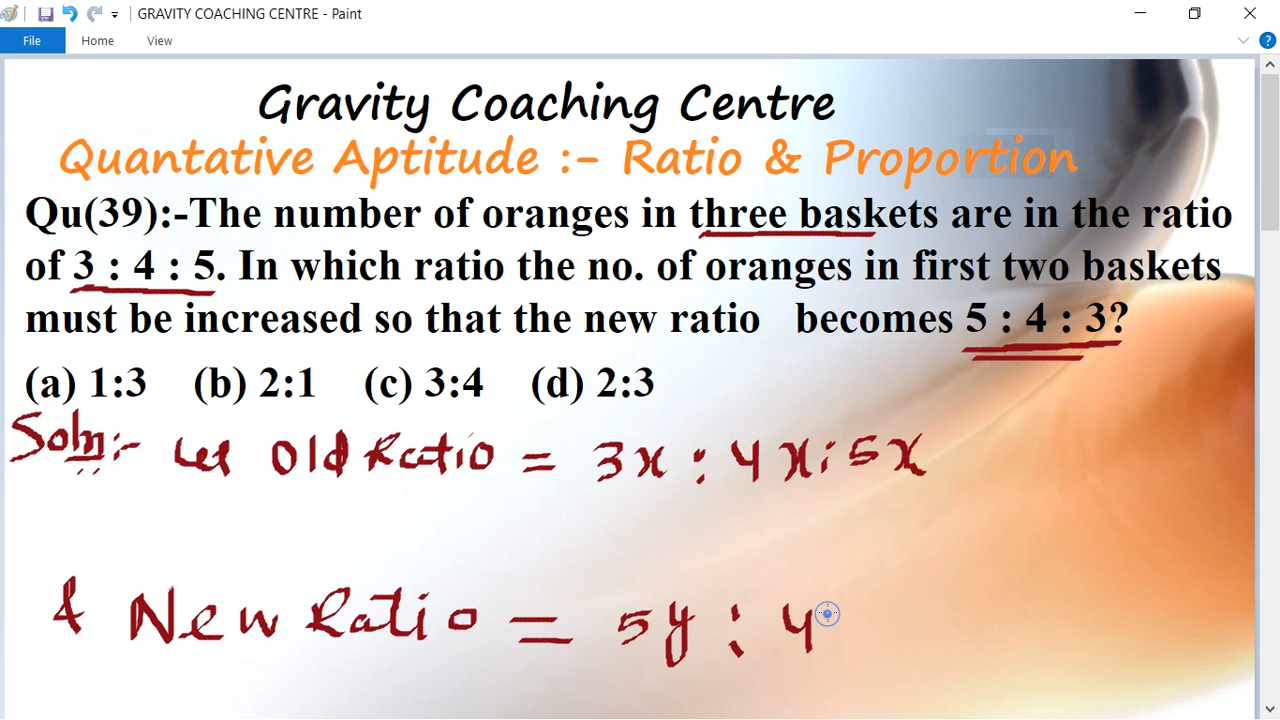 GRAVITY COACHING CENTRE - Paint
File Home View
Gravity Coaching Centre
Quantative Aptitude :- Ratio & Proportion
Qu(39):-The number of oranges in three baskets are in the ratio
of 3 : 4 : 5. In which ratio the no. of oranges in first two baskets
must be increased so that the new ratio becomes 5 : 4 : 3?
(a) 1:3 (b) 2:1 (c) 3:4 (d) 2:3
Soln:- Let Old Ratio = 3x : 4x : 5x
& New Ratio = 5y : 4